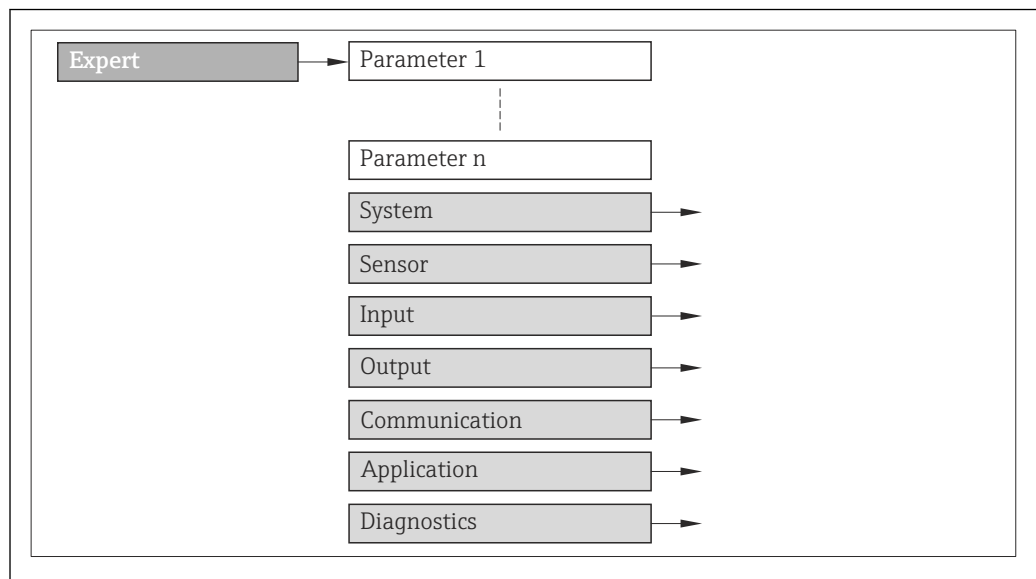 Expert
Parameter 1
Parameter n
System
Sensor
Input
Output
Communication
Application
Diagnostics